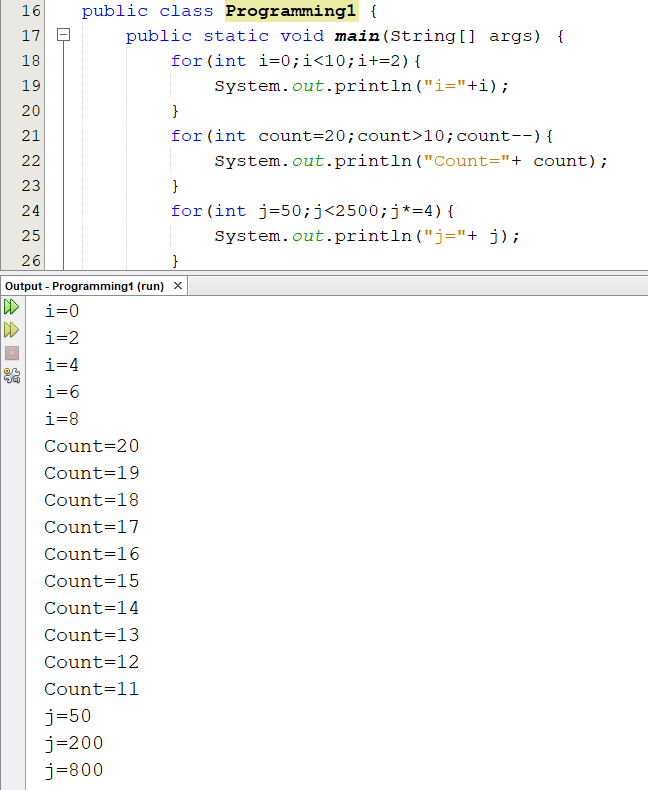 16 public class Programming1 {
17 public static void main(String[] args) {
18 for(int i=0;i<10;i+=2){
19 System.out.println("i="+i);
20 }
21 for(int count=20;count>10;count--){
22 System.out.println("Count="+ count);
23 }
24 for(int j=50;j<2500;j*=4){
25 System.out.println("j="+ j);
26 }
Output - Programming1 (run) ×
i=0
i=2
i=4
i=6
i=8
Count=20
Count=19
Count=18
Count=17
Count=16
Count=15
Count=14
Count=13
Count=12
Count=11
j=50
j=200
j=800